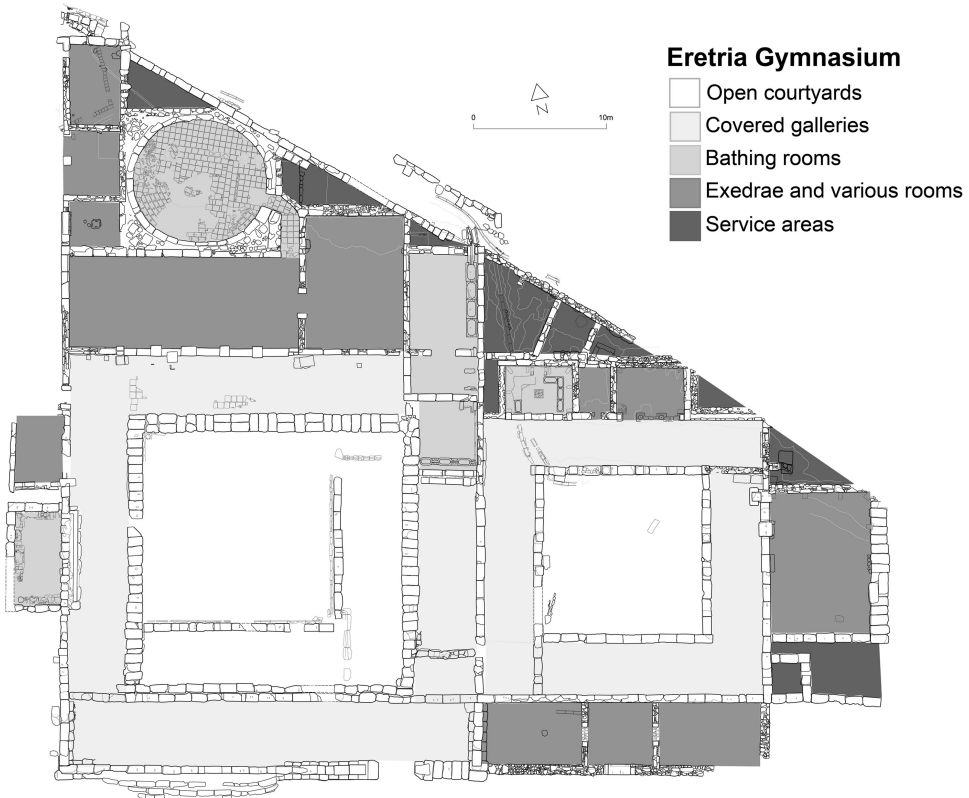 Eretria Gymnasium
Open courtyards
Covered galleries
Bathing rooms
Exedrae and various rooms
Service areas
N
0 10m